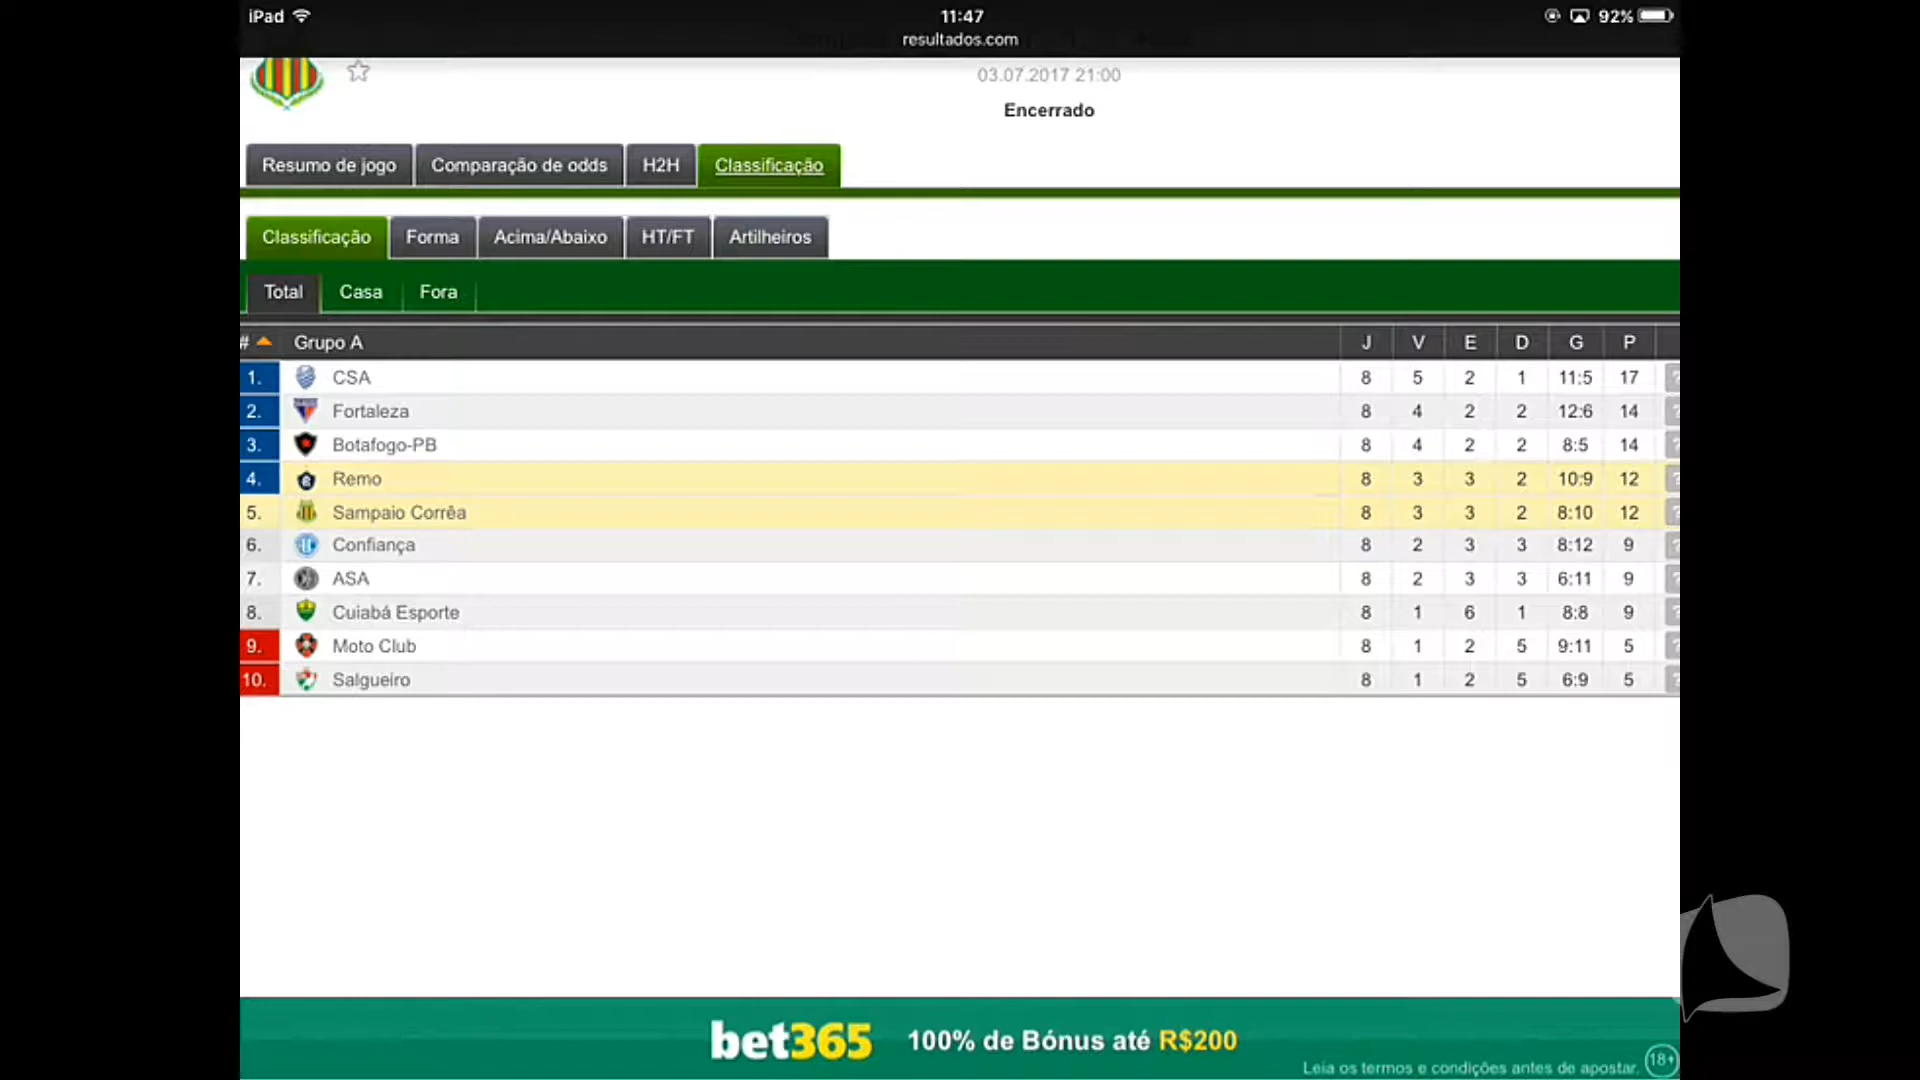 iPad 11:47 92%
resultados.com
03.07.2017 21:00
Encerrado
Resumo de jogo Comparação de odds H2H Classificação
Classificação Forma Acima/Abaixo HT/FT Artilheiros
Total Casa Fora
# Grupo A J V E D G P
1. CSA 8 5 2 1 11:5 17 ?
2. Fortaleza 8 4 2 2 12:6 14 ?
3. Botafogo-PB 8 4 2 2 8:5 14 ?
4. Remo 8 3 3 2 10:9 12 ?
5. Sampaio Corrêa 8 3 3 2 8:10 12 ?
6. Confiança 8 2 3 3 8:12 9 ?
7. ASA 8 2 3 3 6:11 9 ?
8. Cuiabá Esporte 8 1 6 1 8:8 9 ?
9. Moto Club 8 1 2 5 9:11 5 ?
10. Salgueiro 8 1 2 5 6:9 5 ?
bet365 100% de Bónus até R$200
Leia os termos e condições antes de apostar. 18+